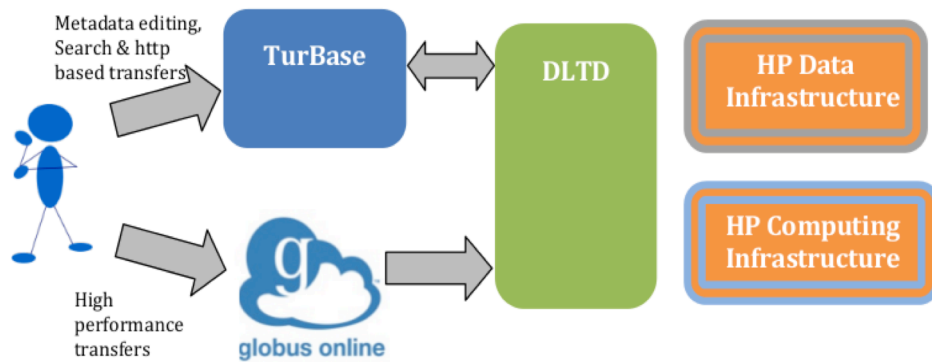 Metadata editing,
Search & http
based transfers
TurBase
DLTD
HP Data
Infrastructure
HP Computing
Infrastructure
g
globus online
High
performance
transfers